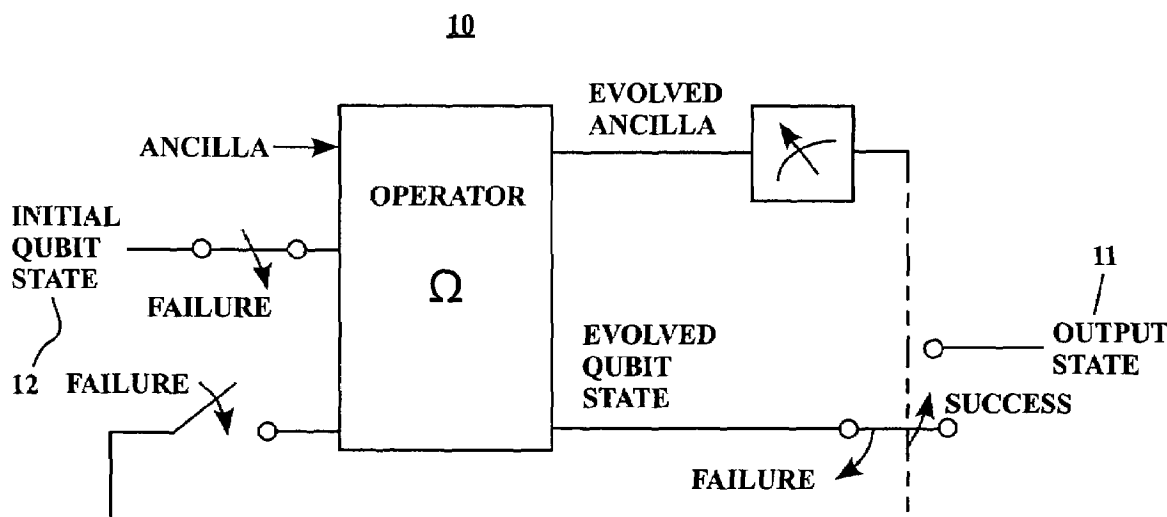 10
EVOLVED
ANCILLA
ANCILLA
OPERATOR
Ω
INITIAL
QUBIT
STATE
FAILURE
12
FAILURE
EVOLVED
QUBIT
STATE
FAILURE
11
OUTPUT
STATE
SUCCESS